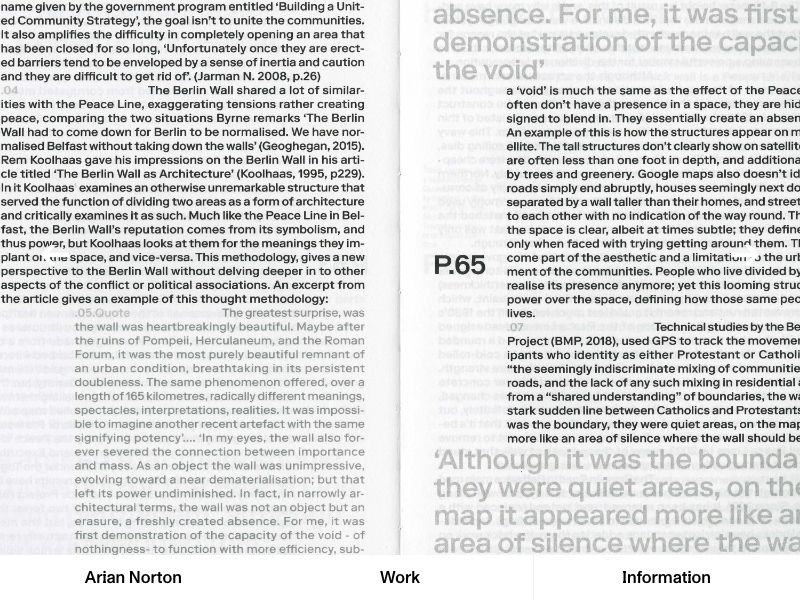 name given by the government program entitled ‘Building a Unit-
ed Community Strategy’, the goal isn’t to unite the communities.
It also amplifies the difficulty in completely opening an area that
has been closed for so long, ‘Unfortunately once they are erect-
ed barriers tend to be enveloped by a sense of inertia and caution
and they are difficult to get rid of’. (Jarman N. 2008, p.26)
.04 The Berlin Wall shared a lot of similar-
ities with the Peace Line, exaggerating tensions rather creating
peace, comparing the two situations Byrne remarks ‘The Berlin
Wall had to come down for Berlin to be normalised. We have nor-
malised Belfast without taking down the walls’ (Geoghegan, 2015).
Rem Koolhaas gave his impressions on the Berlin Wall in his arti-
cle titled ‘The Berlin Wall as Architecture’ (Koolhaas, 1995, p229).
In it Koolhaas examines an otherwise unremarkable structure that
served the function of dividing two areas as a form of architecture
and critically examines it as such. Much like the Peace Line in Bel-
fast, the Berlin Wall’s reputation comes from its symbolism, and
thus power, but Koolhaas looks at them for the meanings they im-
plant on the space, and vice-versa. This methodology, gives a new
perspective to the Berlin Wall without delving deeper in to other
aspects of the conflict or political associations. An excerpt from
the article gives an example of this thought methodology:
.05.Quote The greatest surprise, was
the wall was heartbreakingly beautiful. Maybe after
the ruins of Pompeii, Herculaneum, and the Roman
Forum, it was the most purely beautiful remnant of
an urban condition, breathtaking in its persistent
doubleness. The same phenomenon offered, over a
length of 165 kilometres, radically different meanings,
spectacles, interpretations, realities. It was impossi-
ble to imagine another recent artefact with the same
signifying potency’.... ‘In my eyes, the wall also for-
ever severed the connection between importance
and mass. As an object the wall was unimpressive,
evolving toward a near dematerialisation; but that
left its power undiminished. In fact, in narrowly ar-
chitectural terms, the wall was not an object but an
erasure, a freshly created absence. For me, it was
first demonstration of the capacity of the void - of
nothingness- to function with more efficiency, sub-
absence. For me, it was first
demonstration of the capaci
the void’
a ‘void’ is much the same as the effect of the Peace
often don’t have a presence in a space, they are hid
signed to blend in. They essentially create an absen
An example of this is how the structures appear on m
ellite. The tall structures don’t clearly show on satellit
are often less than one foot in depth, and additiona
by trees and greenery. Google maps also doesn’t id
roads simply end abruptly, houses seemingly next do
separated by a wall taller than their homes, and street
to each other with no indication of the way round. Th
the space is clear, albeit at times subtle; they define
only when faced with trying getting around them. Th
P.65
come part of the aesthetic and a limitation to the urb
ment of the communities. People who live divided by
realise its presence anymore; yet this looming struc
power over the space, defining how those same peo
lives.
.07 Technical studies by the Be
Project (BMP, 2018), used GPS to track the movemen
ipants who identity as either Protestant or Catholi
“the seemingly indiscriminate mixing of communitie
roads, and the lack of any such mixing in residential a
from a “shared understanding” of boundaries, the wa
stark sudden line between Catholics and Protestants
was the boundary, they were quiet areas, on the map
more like an area of silence where the wall should be
‘Although it was the bounda
they were quiet areas, on the
map it appeared more like an
area of silence where the wa
Arian Norton
Work
Information